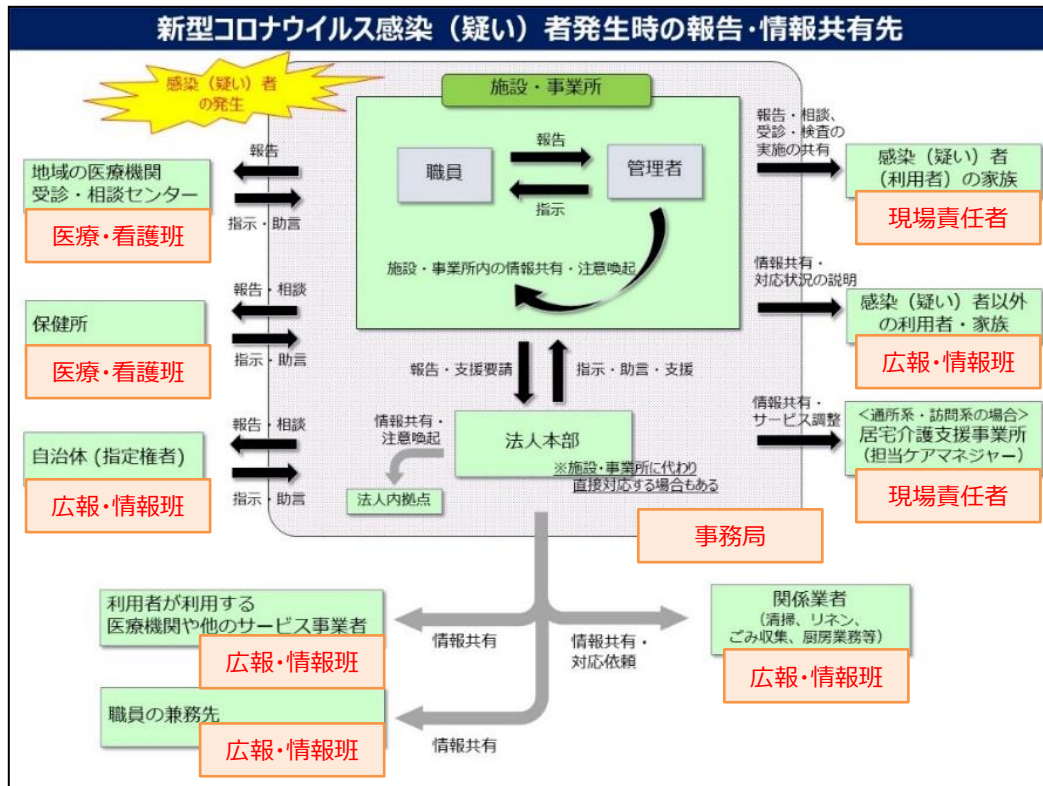 新型コロナウイルス感染（疑い）者発生時の報告･情報共有先
感染（疑い）者
の発生
施設・事業所
職員
報告
指示
管理者
施設・事業所内の情報共有・注意喚起
地域の医療機関
受診・相談センター
医療･看護班
報告
指示・助言
保健所
医療･看護班
報告・相談
指示・助言
自治体 (指定権者)
広報･情報班
報告・相談
指示・助言
報告・相談、
受診・検査の
実施の共有
感染（疑い）者
（利用者）の家族
現場責任者
情報共有・
対応状況の説明
感染（疑い）者以外
の利用者・家族
広報･情報班
情報共有・
サービス調整
<通所系・訪問系の場合>
居宅介護支援事業所
（担当ケアマネジャー）
現場責任者
報告・支援要請
指示・助言・支援
情報共有・
注意喚起
法人本部
※施設・事業所に代わり
直接対応する場合もある
法人内拠点
事務局
利用者が利用する
医療機関や他のサービス事業者
広報･情報班
情報共有
情報共有・
対応依頼
関係業者
（清掃、リネン、
ごみ収集、厨房業務等）
広報･情報班
職員の兼務先
広報･情報班
情報共有